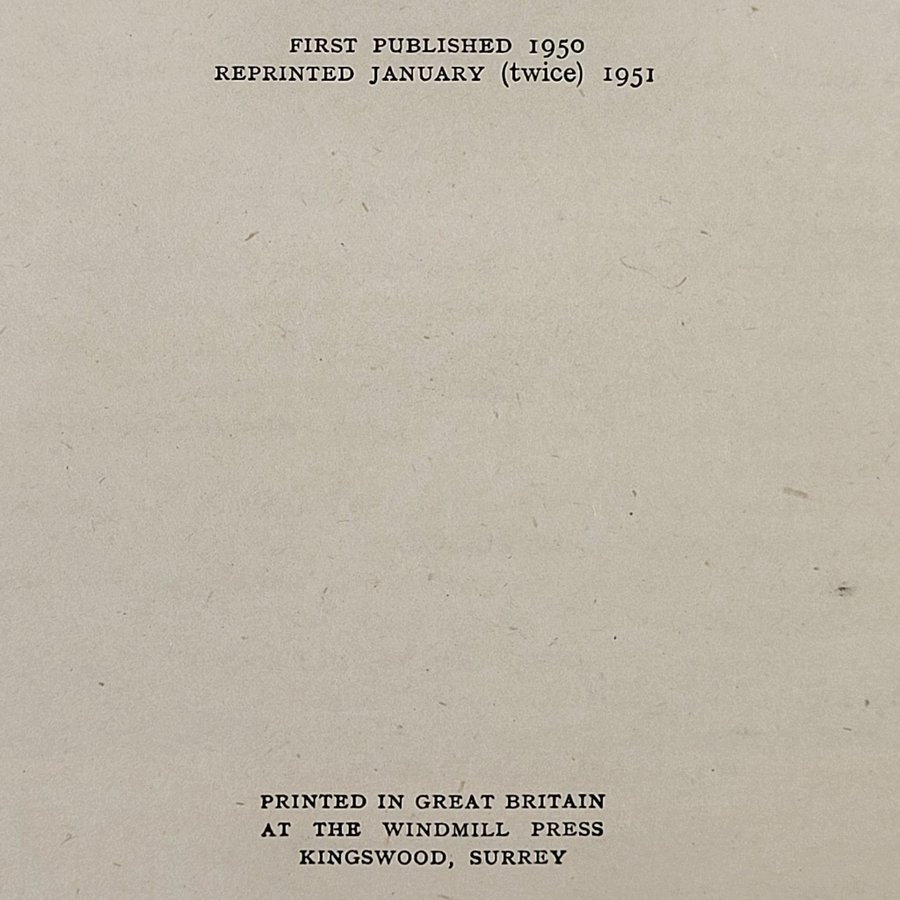 FIRST PUBLISHED 1950
REPRINTED JANUARY (twice) 1951
PRINTED IN GREAT BRITAIN
AT THE WINDMILL PRESS
KINGSWOOD, SURREY